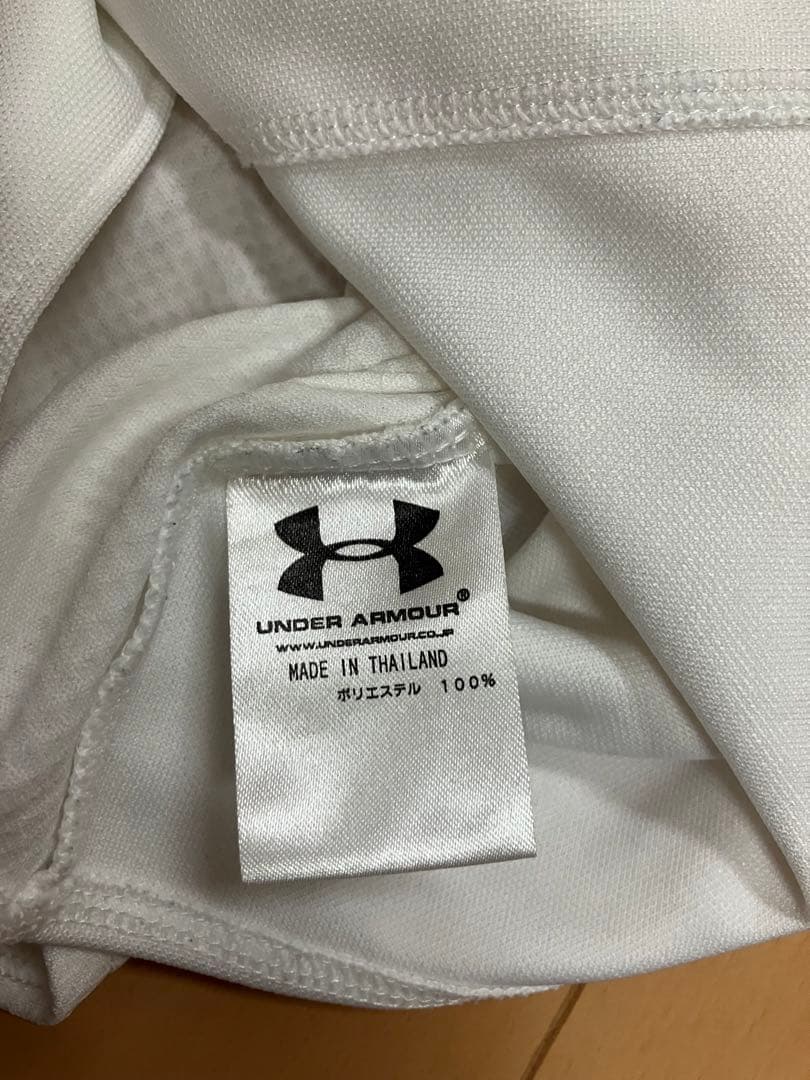 UNDER ARMOUR®
WWW.UNDERARMOUR.CO.JP
MADE IN THAILAND
ポリエステル 100%